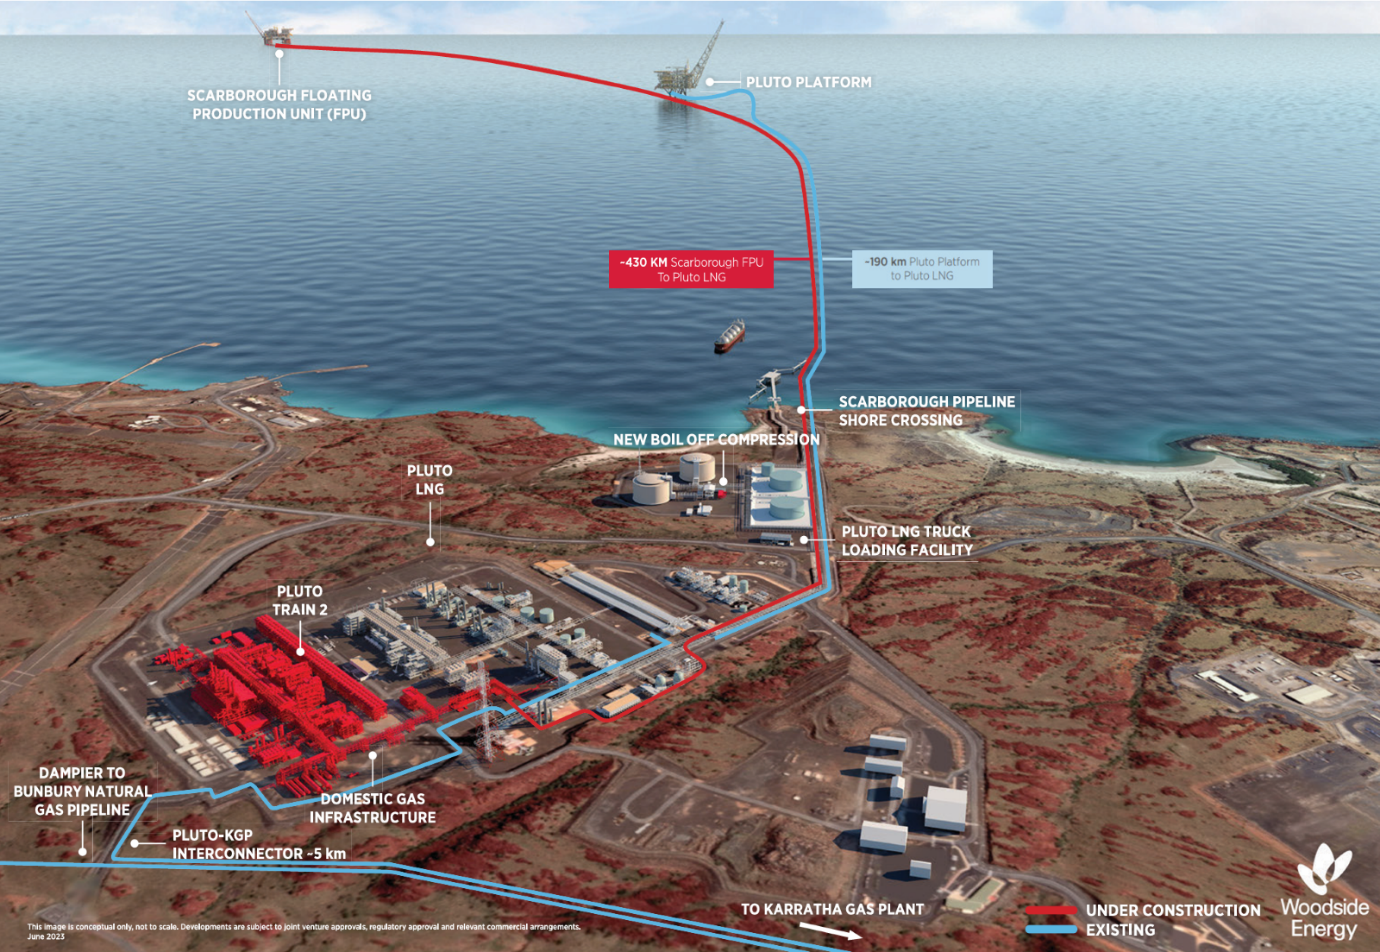 SCARBOROUGH FLOATING
PRODUCTION UNIT (FPU)
PLUTO PLATFORM
~430 KM Scarborough FPU
To Pluto LNG
~190 km Pluto Platform
to Pluto LNG
SCARBOROUGH PIPELINE
SHORE CROSSING
NEW BOIL OFF COMPRESSION
PLUTO
LNG
PLUTO LNG TRUCK
LOADING FACILITY
PLUTO
TRAIN 2
DAMPIER TO
BUNBURY NATURAL
GAS PIPELINE
DOMESTIC GAS
INFRASTRUCTURE
PLUTO-KGP
INTERCONNECTOR ~5 km
TO KARRATHA GAS PLANT
UNDER CONSTRUCTION
EXISTING
Woodside
Energy
This image is conceptual only, not to scale. Developments are subject to joint venture approvals, regulatory approval and relevant commercial arrangements.
June 2023